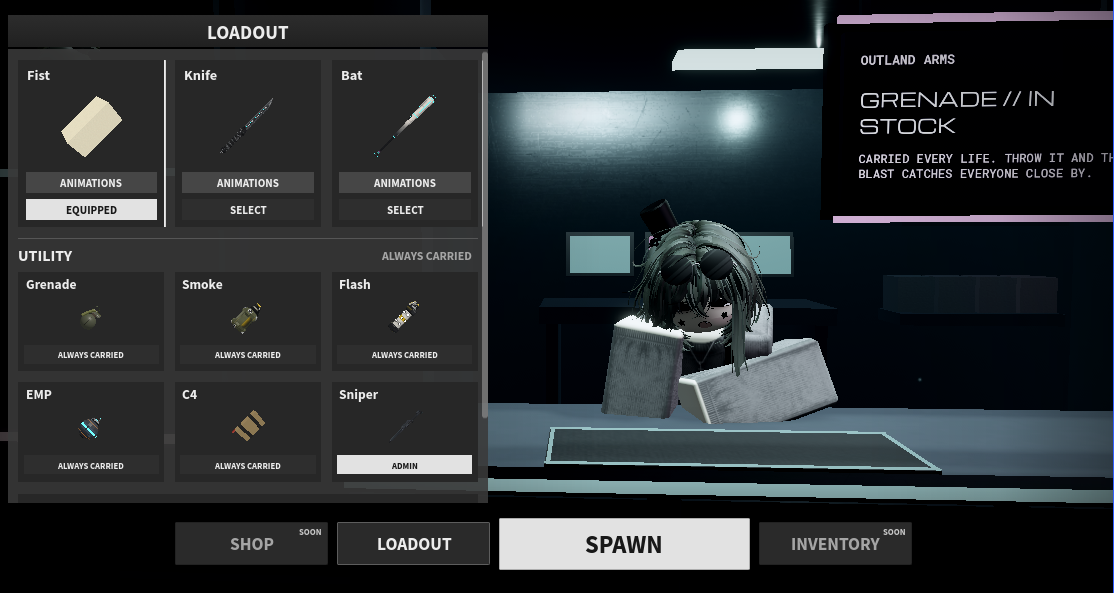 LOADOUT
Fist
Knife
Bat
ANIMATIONS
ANIMATIONS
ANIMATIONS
EQUIPPED
SELECT
SELECT
UTILITY
ALWAYS CARRIED
Grenade
Smoke
Flash
ALWAYS CARRIED
ALWAYS CARRIED
ALWAYS CARRIED
EMP
C4
Sniper
ALWAYS CARRIED
ALWAYS CARRIED
ADMIN
OUTLAND ARMS
GRENADE // IN
STOCK
CARRIED EVERY LIFE. THROW IT AND TH
BLAST CATCHES EVERYONE CLOSE BY.
SHOP
SOON
LOADOUT
SPAWN
INVENTORY
SOON